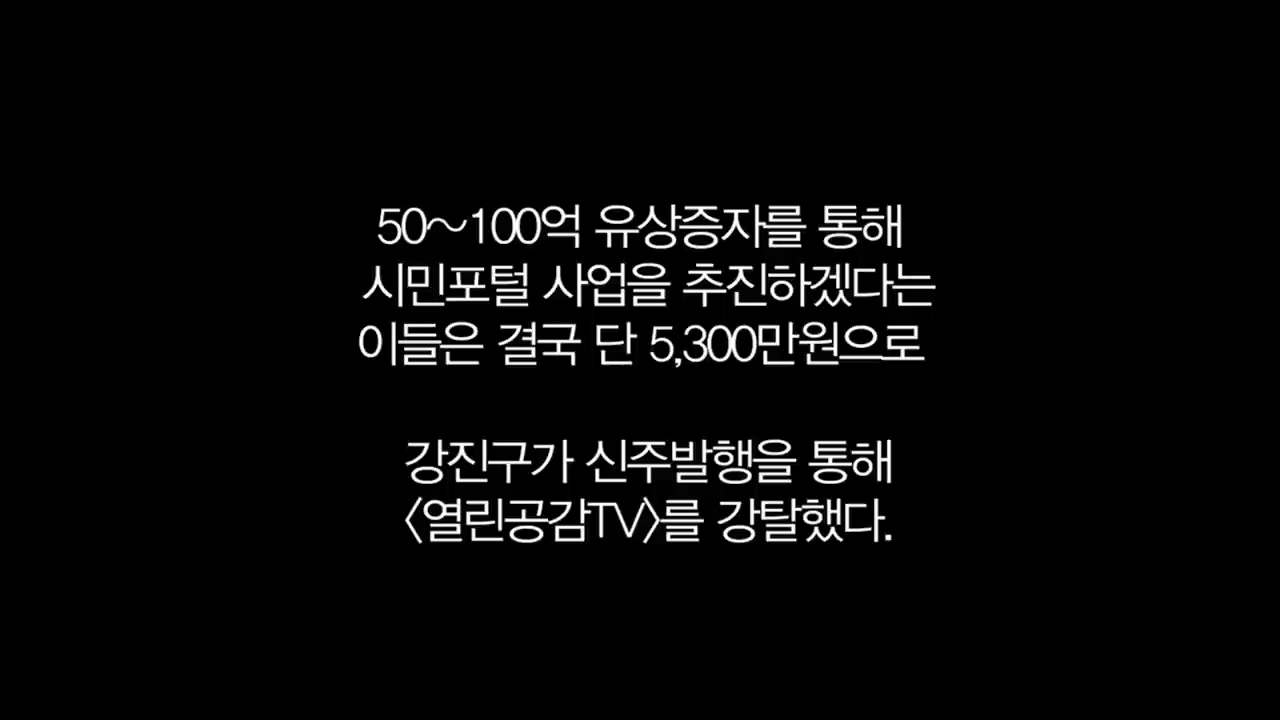 50~100억 유상증자를 통해
시민포털 사업을 추진하겠다는
이들은 결국 단 5,300만원으로
강진구가 신주발행을 통해
<열린공감TV>를 강탈했다.